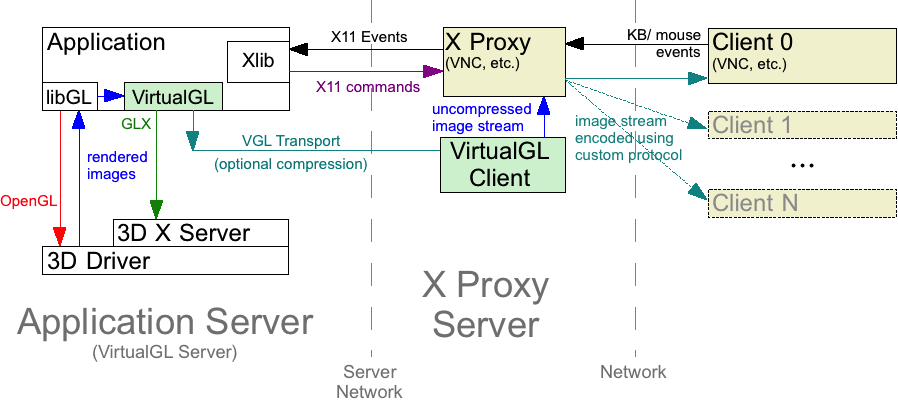 Application
Xlib
libGL
VirtualGL
GLX
OpenGL
rendered
images
3D X Server
3D Driver
Application Server
(VirtualGL Server)
X11 Events
X11 commands
VGL Transport
(optional compression)
Server
Network
X Proxy
(VNC, etc.)
uncompressed
image stream
VirtualGL
Client
X Proxy
Server
KB/ mouse
events
image stream
encoded using
custom protocol
Network
Client 0
(VNC, etc.)
Client 1
...
Client N